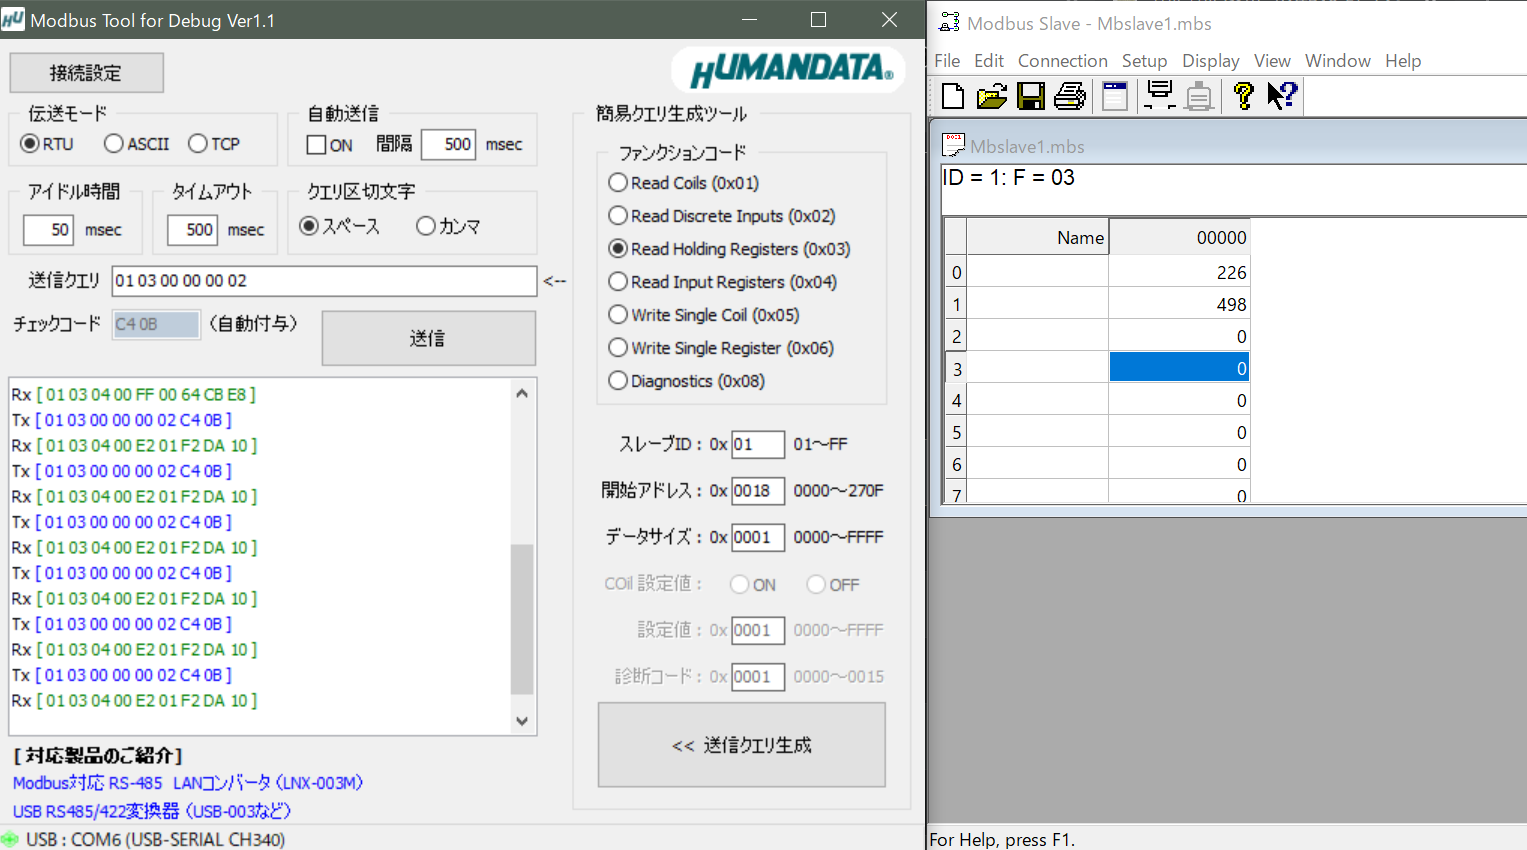 Modbus Tool for Debug Ver1.1
接続設定
HUMANDATA®
伝送モード
RTU ASCII TCP
自動送信
ON 間隔 500 msec
アイドル時間
50 msec
タイムアウト
500 msec
クエリ区切文字
スペース カンマ
送信クエリ 01 03 00 00 00 02 <--
チェックコード C4 0B （自動付与）
送信
Rx [ 01 03 04 00 FF 00 64 CB E8 ]
Tx [ 01 03 00 00 00 02 C4 0B ]
Rx [ 01 03 04 00 E2 01 F2 DA 10 ]
Tx [ 01 03 00 00 00 02 C4 0B ]
Rx [ 01 03 04 00 E2 01 F2 DA 10 ]
Tx [ 01 03 00 00 00 02 C4 0B ]
Rx [ 01 03 04 00 E2 01 F2 DA 10 ]
Tx [ 01 03 00 00 00 02 C4 0B ]
Rx [ 01 03 04 00 E2 01 F2 DA 10 ]
Tx [ 01 03 00 00 00 02 C4 0B ]
Rx [ 01 03 04 00 E2 01 F2 DA 10 ]
Tx [ 01 03 00 00 00 02 C4 0B ]
Rx [ 01 03 04 00 E2 01 F2 DA 10 ]
[ 対応製品のご紹介 ]
Modbus対応 RS-485 LANコンバータ（LNX-003M）
USB RS485/422変換器（USB-003など）
USB : COM6 (USB-SERIAL CH340)
簡易クエリ生成ツール
ファンクションコード
Read Coils (0x01)
Read Discrete Inputs (0x02)
Read Holding Registers (0x03)
Read Input Registers (0x04)
Write Single Coil (0x05)
Write Single Register (0x06)
Diagnostics (0x08)
スレーブID : 0x 01 01～FF
開始アドレス : 0x 0018 0000～270F
データサイズ : 0x 0001 0000～FFFF
COil 設定値 : ON OFF
設定値 : 0x 0001 0000～FFFF
診断コード : 0x 0001 0000～0015
<< 送信クエリ生成
Modbus Slave - Mbslave1.mbs
File Edit Connection Setup Display View Window Help
Mbslave1.mbs
ID = 1: F = 03
Name 00000
0 226
1 498
2 0
3 0
4 0
5 0
6 0
7 0
For Help, press F1.